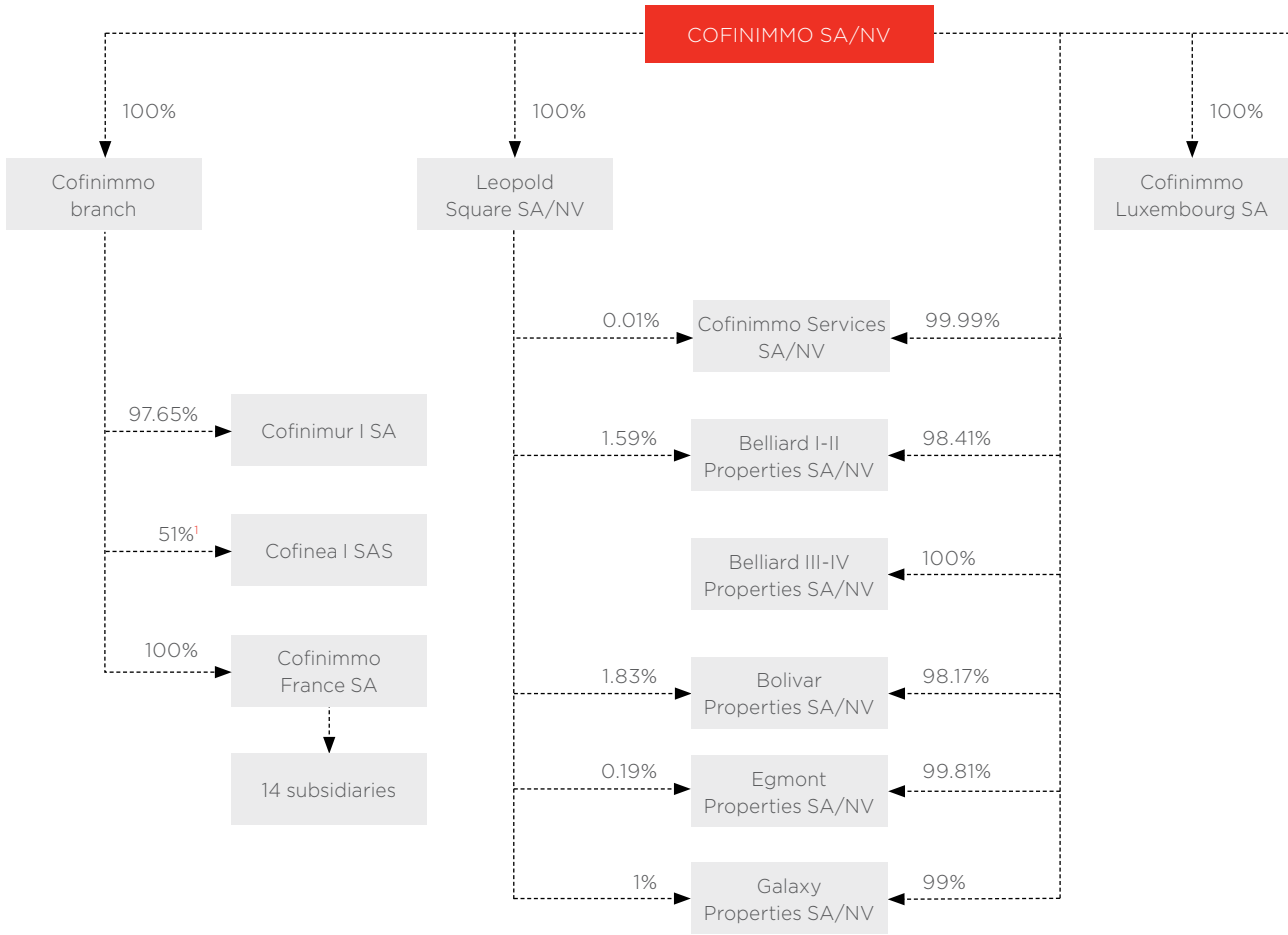 COFINIMMO SA/NV
100%
100%
100%
Cofinimmo
branch
Leopold
Square SA/NV
Cofinimmo
Luxembourg SA
0.01%
Cofinimmo Services
SA/NV
99.99%
97.65%
Cofinimur I SA
1.59%
Belliard I-II
Properties SA/NV
98.41%
51%¹
Cofinea I SAS
Belliard III-IV
Properties SA/NV
100%
100%
Cofinimmo
France SA
1.83%
Bolivar
Properties SA/NV
98.17%
14 subsidiaries
0.19%
Egmont
Properties SA/NV
99.81%
1%
Galaxy
Properties SA/NV
99%